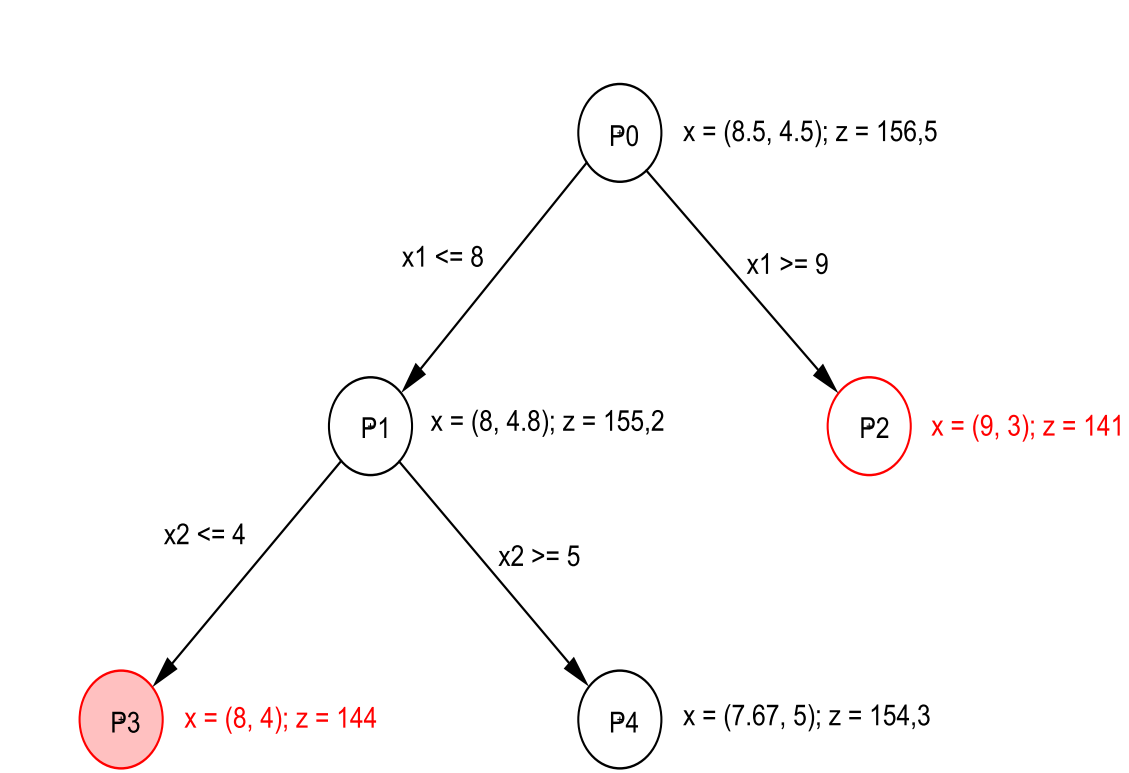 P0
x = (8.5, 4.5); z = 156,5
x1 <= 8
x1 >= 9
P1
x = (8, 4.8); z = 155,2
P2
x = (9, 3); z = 141
x2 <= 4
x2 >= 5
P3
x = (8, 4); z = 144
P4
x = (7.67, 5); z = 154,3